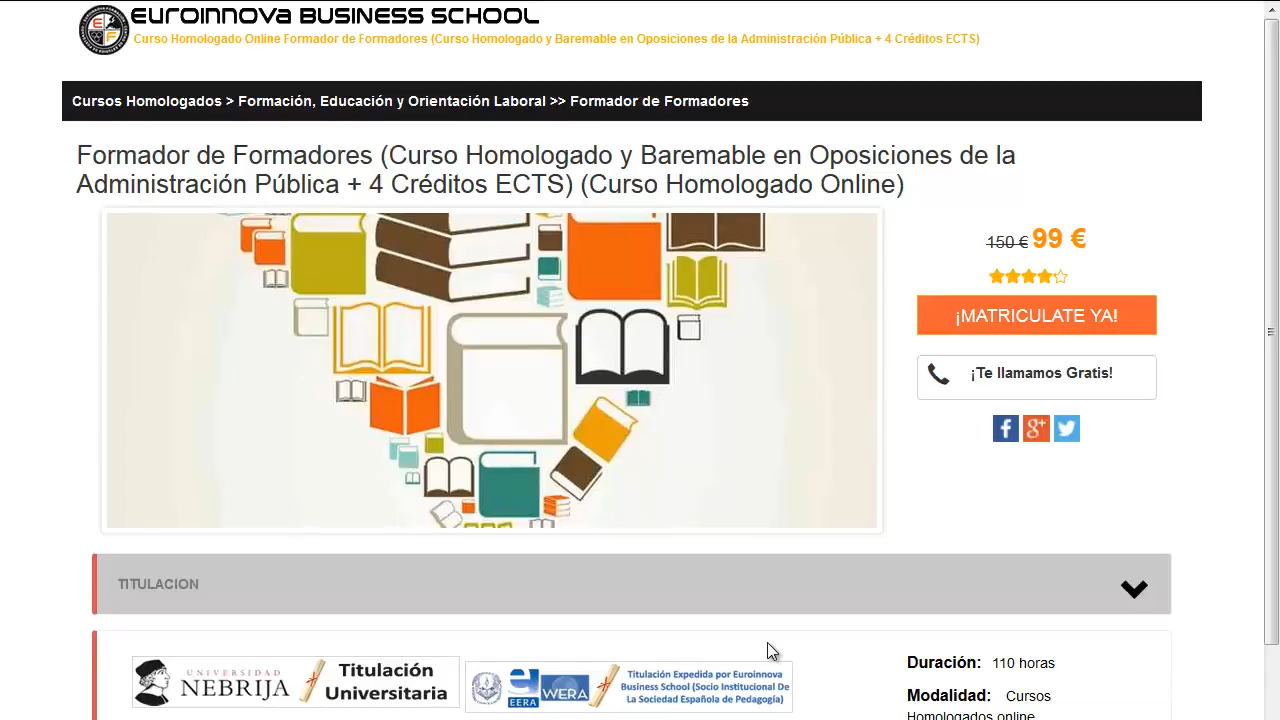 EUROINNOVA BUSINESS SCHOOL
Curso Homologado Online Formador de Formadores (Curso Homologado y Baremable en Oposiciones de la Administración Pública + 4 Créditos ECTS)
Cursos Homologados > Formación, Educación y Orientación Laboral >> Formador de Formadores
Formador de Formadores (Curso Homologado y Baremable en Oposiciones de la
Administración Pública + 4 Créditos ECTS) (Curso Homologado Online)
150 € 99 €
¡MATRICULATE YA!
¡Te llamamos Gratis!
TITULACION
UNIVERSIDAD
NEBRIJA
Titulación
Universitaria
EERA
WERA
Titulación Expedida por Euroinnova
Business School (Socio Institucional De
La Sociedad Española de Pedagogía)
Duración: 110 horas
Modalidad: Cursos
Homologados online